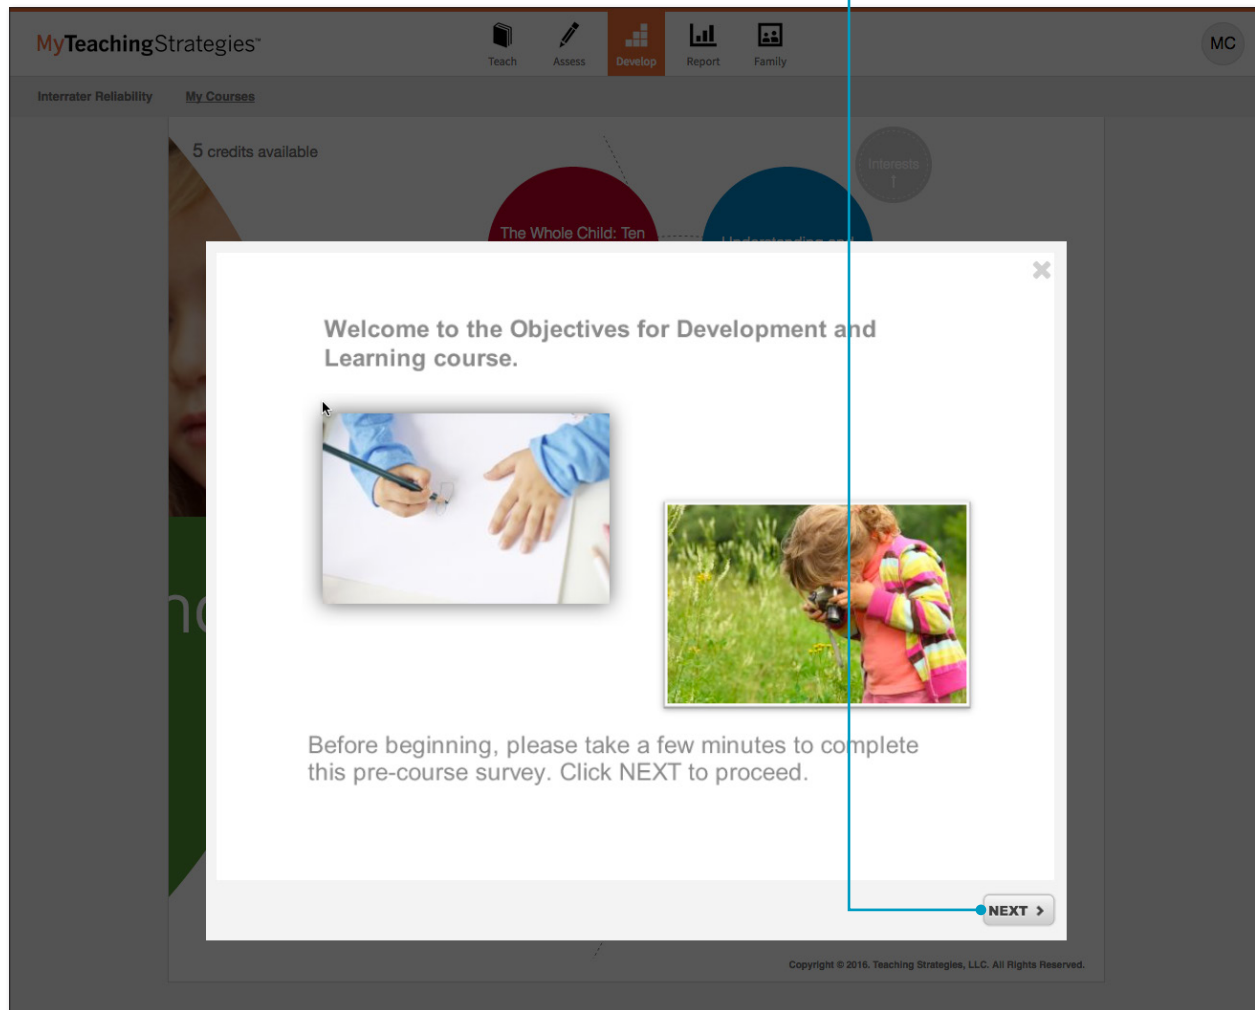 MyTeachingStrategies™
Teach
Assess
Develop
Report
Family
MC
Interrater Reliability
My Courses
5 credits available
Interests
The Whole Child: Ten
Welcome to the Objectives for Development and
Learning course.
Before beginning, please take a few minutes to complete
this pre-course survey. Click NEXT to proceed.
NEXT >
Copyright © 2016. Teaching Strategies, LLC. All Rights Reserved.